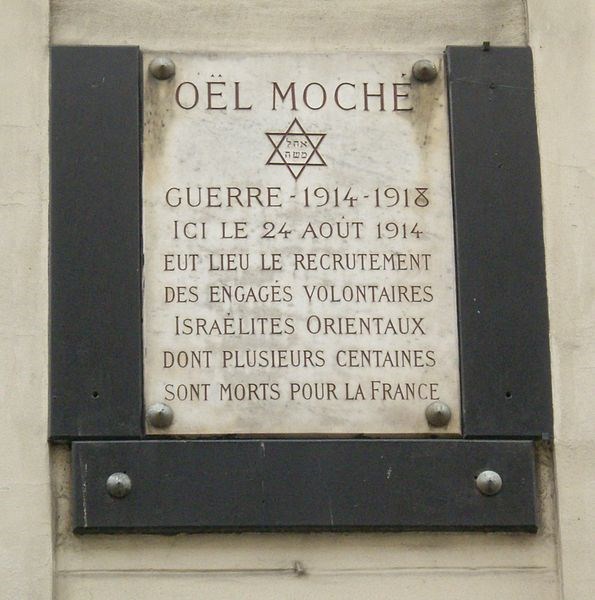 OËL MOCHÉ
אהל
משה
GUERRE - 1914 - 1918
ICI LE 24 AOÛT 1914
EUT LIEU LE RECRUTEMENT
DES ENGAGÉS VOLONTAIRES
ISRAÉLITES ORIENTAUX
DONT PLUSIEURS CENTAINES
SONT MORTS POUR LA FRANCE